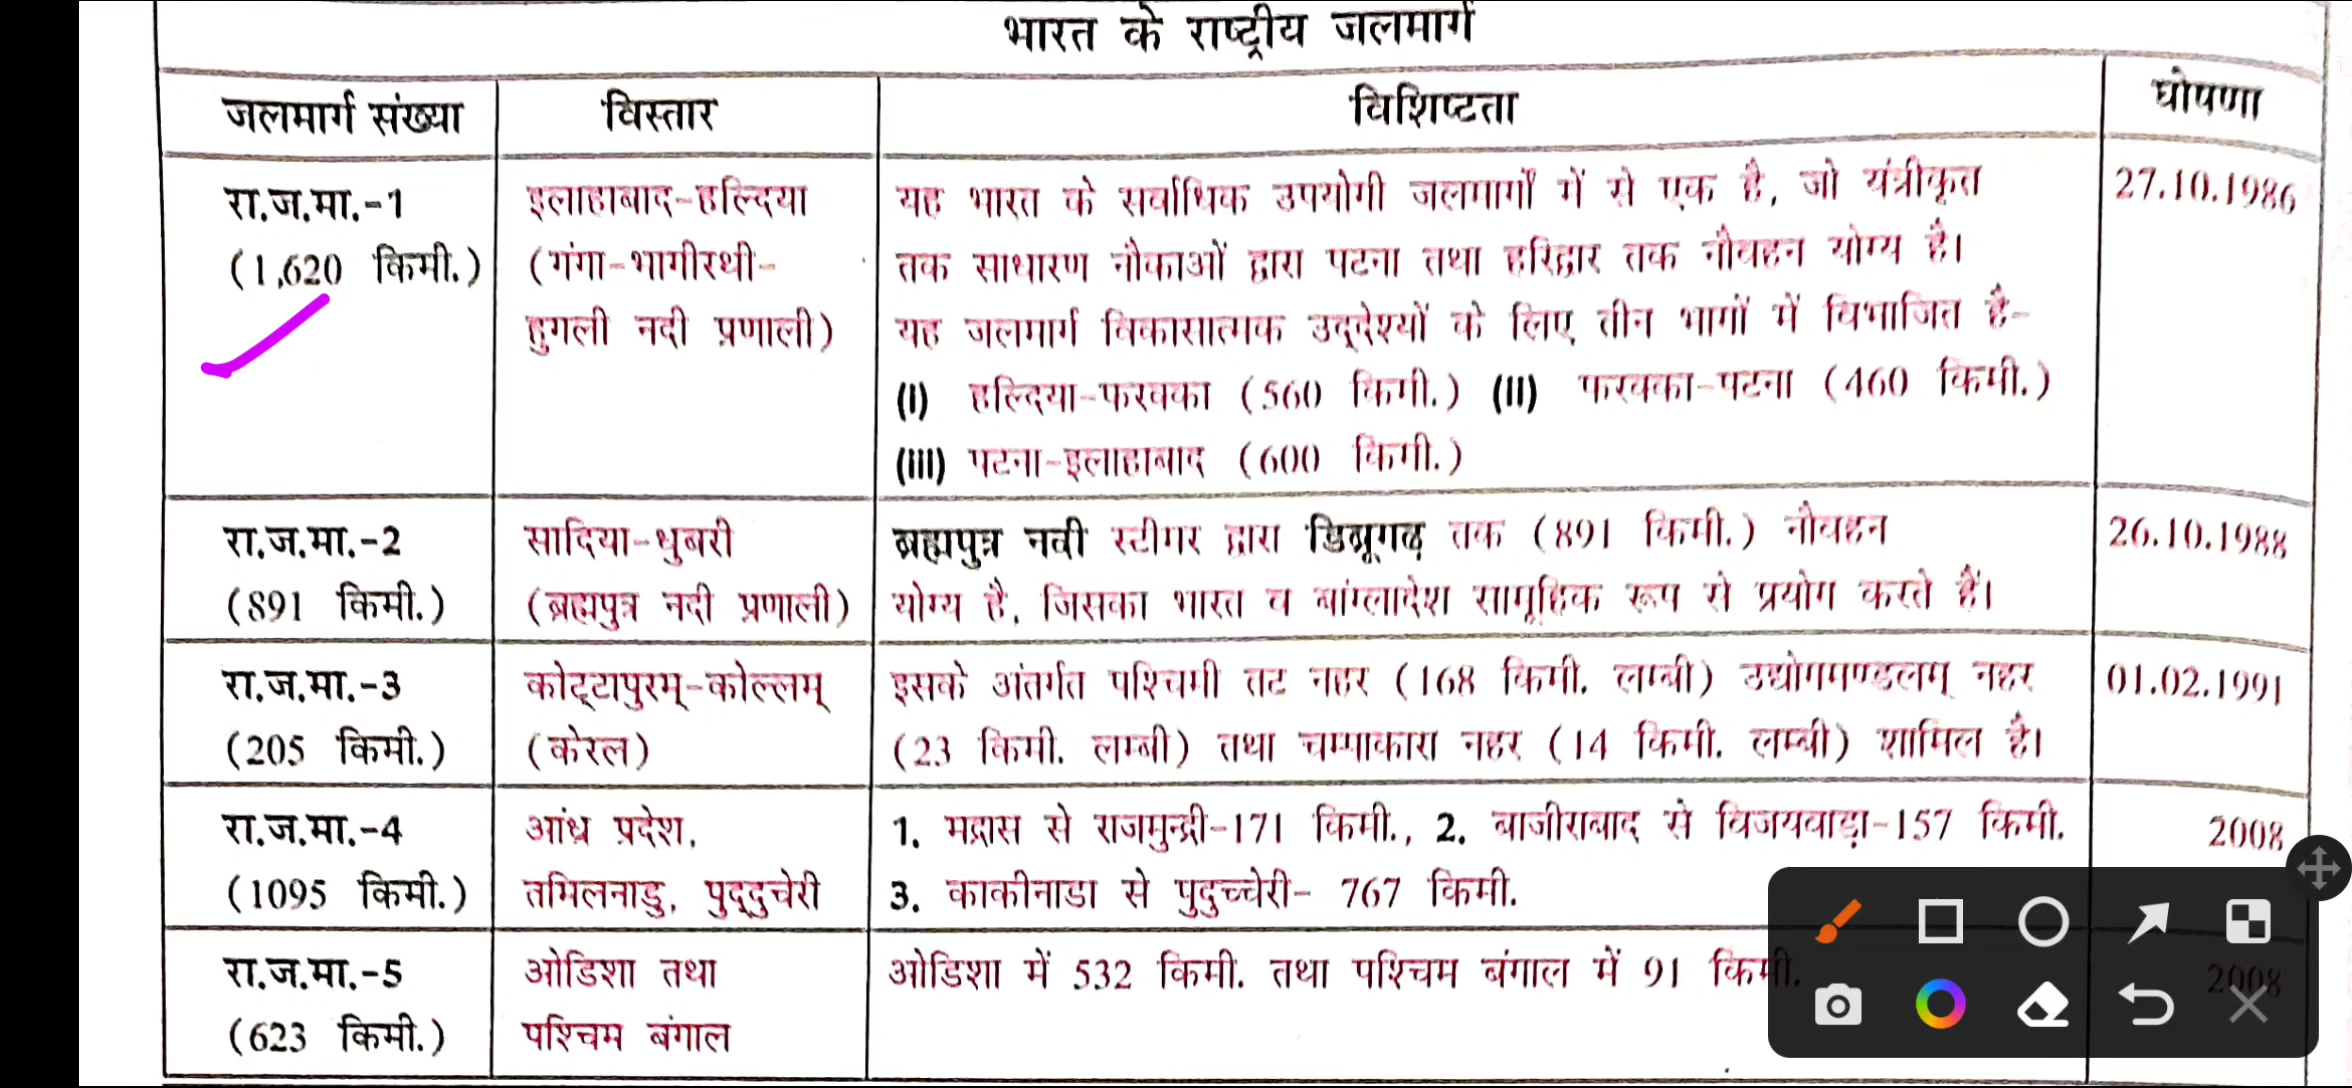 भारत के राष्ट्रीय जलमार्ग
जलमार्ग संख्या विस्तार विशिष्टता घोषणा
रा.ज.मा.-1 इलाहाबाद-हल्दिया यह भारत के सर्वाधिक उपयोगी जलमार्गों में से एक है, जो यंत्रीकृत 27.10.1986
(1,620 किमी.) (गंगा-भागीरथी- तक साधारण नौकाओं द्वारा पटना तथा हरिद्वार तक नौवहन योग्य है।
हुगली नदी प्रणाली) यह जलमार्ग विकासात्मक उद्देश्यों के लिए तीन भागों में विभाजित है-
(I) हल्दिया-फरक्का (560 किमी.) (II) फरक्का-पटना (460 किमी.)
(III) पटना-इलाहाबाद (600 किमी.)
रा.ज.मा.-2 सादिया-धुबरी ब्रह्मपुत्र नदी स्टीमर द्वारा डिब्रूगढ़ तक (891 किमी.) नौवहन 26.10.1988
(891 किमी.) (ब्रह्मपुत्र नदी प्रणाली) योग्य है, जिसका भारत व बांग्लादेश सामूहिक रूप से प्रयोग करते हैं।
रा.ज.मा.-3 कोट्टापुरम्-कोल्लम् इसके अंतर्गत पश्चिमी तट नहर (168 किमी. लम्बी) उद्योगमण्डलम् नहर 01.02.1991
(205 किमी.) (केरल) (23 किमी. लम्बी) तथा चम्पाकारा नहर (14 किमी. लम्बी) शामिल है।
रा.ज.मा.-4 आंध्र प्रदेश, 1. मद्रास से राजमुन्द्री-171 किमी., 2. वाजीराबाद से विजयवाड़ा-157 किमी. 2008
(1095 किमी.) तमिलनाडु, पुद्दुचेरी 3. काकीनाडा से पुदुच्चेरी- 767 किमी.
रा.ज.मा.-5 ओडिशा तथा ओडिशा में 532 किमी. तथा पश्चिम बंगाल में 91 किमी. 2008
(623 किमी.) पश्चिम बंगाल